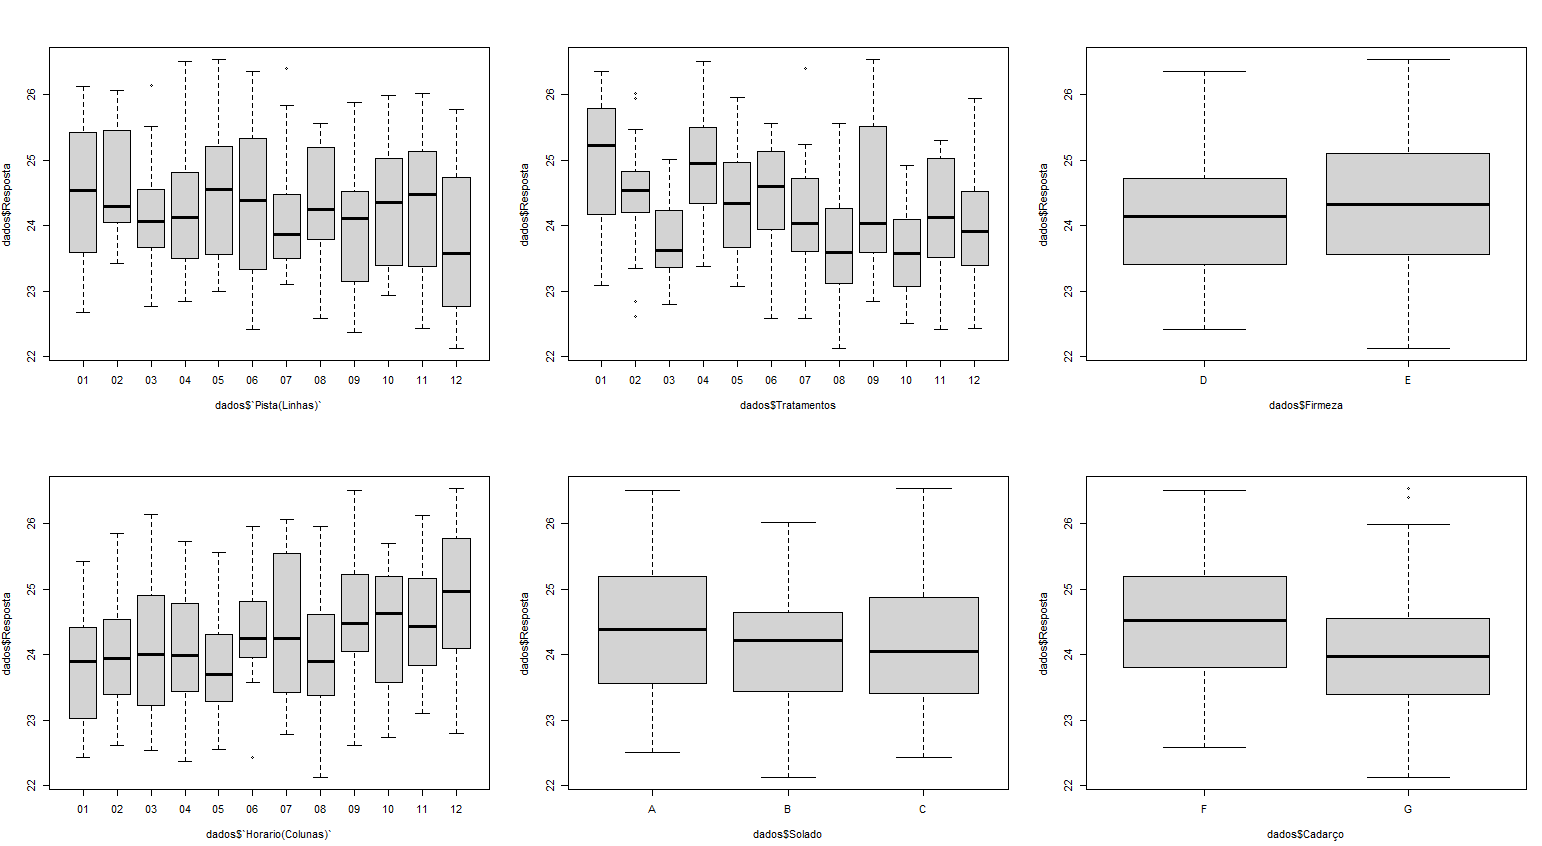 dados$Resposta
22 23 24 25 26
01 02 03 04 05 06 07 08 09 10 11 12
dados$`Pista(Linhas)`
dados$Resposta
22 23 24 25 26
01 02 03 04 05 06 07 08 09 10 11 12
dados$Tratamentos
dados$Resposta
22 23 24 25 26
D E
dados$Firmeza
dados$Resposta
22 23 24 25 26
01 02 03 04 05 06 07 08 09 10 11 12
dados$`Horario(Colunas)`
dados$Resposta
22 23 24 25 26
A B C
dados$Solado
dados$Resposta
22 23 24 25 26
F G
dados$Cadarço